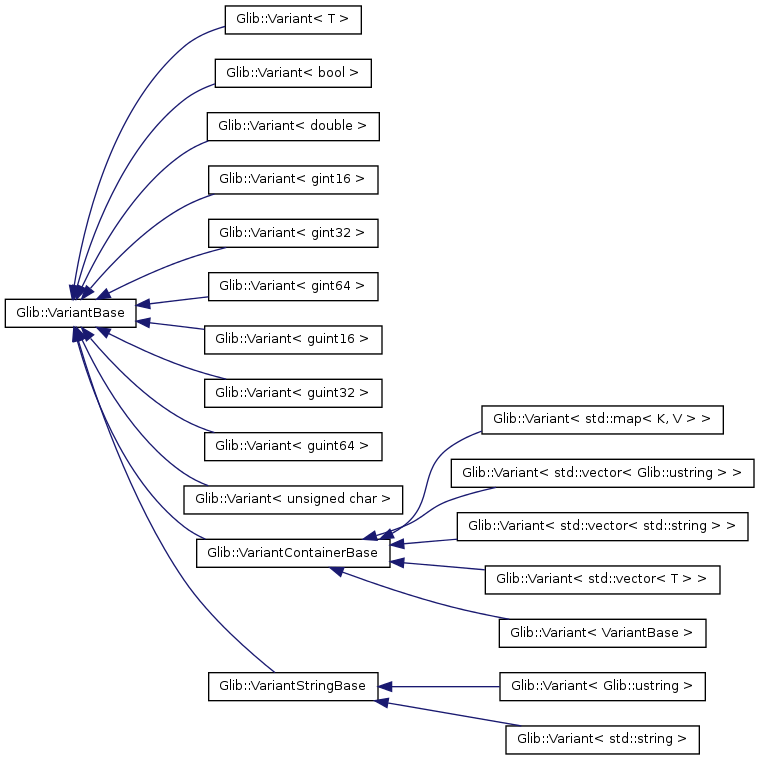 Glib::Variant< T >
Glib::Variant< bool >
Glib::Variant< double >
Glib::Variant< gint16 >
Glib::Variant< gint32 >
Glib::Variant< gint64 >
Glib::VariantBase
Glib::Variant< guint16 >
Glib::Variant< guint32 >
Glib::Variant< guint64 >
Glib::Variant< unsigned char >
Glib::VariantContainerBase
Glib::Variant< std::map< K, V > >
Glib::Variant< std::vector< Glib::ustring > >
Glib::Variant< std::vector< std::string > >
Glib::Variant< std::vector< T > >
Glib::Variant< VariantBase >
Glib::VariantStringBase
Glib::Variant< Glib::ustring >
Glib::Variant< std::string >